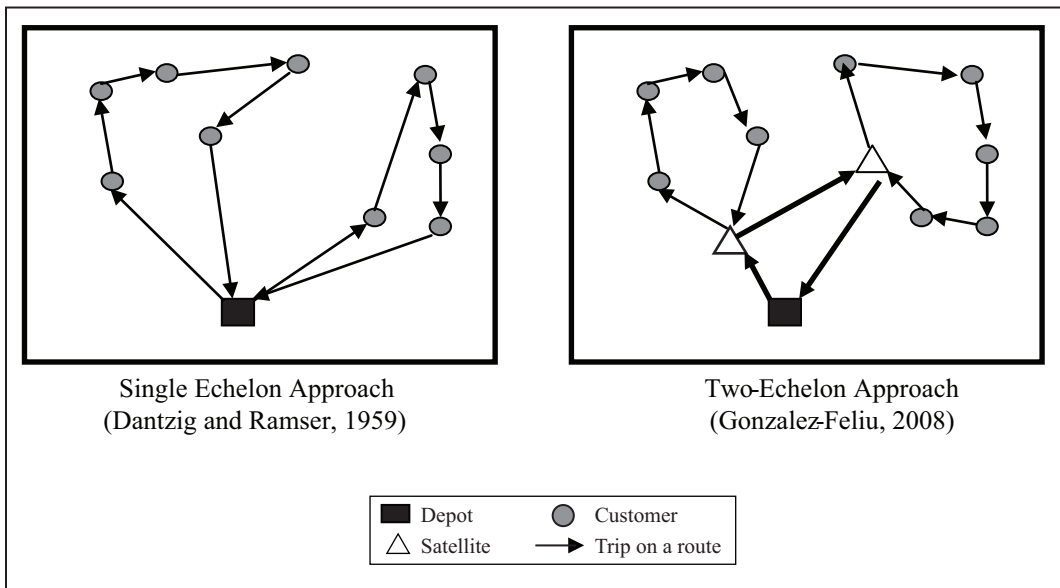 Single Echelon Approach
(Dantzig and Ramser, 1959)
Two-Echelon Approach
(Gonzalez-Feliu, 2008)
Depot
Customer
Satellite
Trip on a route